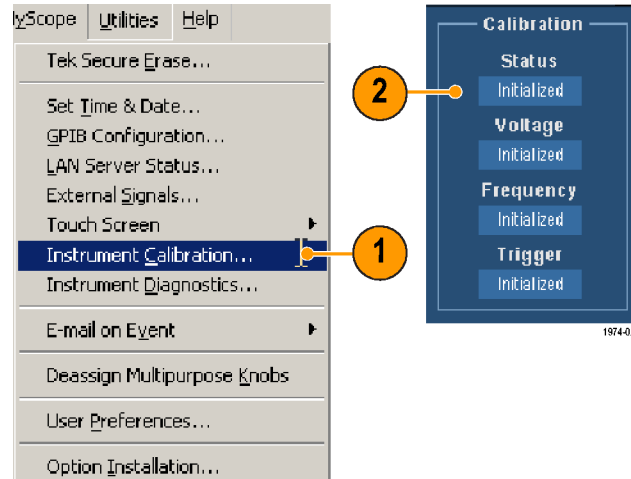 yScope Utilities Help
Tek Secure Erase...
Set Time & Date...
GPIB Configuration...
LAN Server Status...
External Signals...
Touch Screen
Instrument Calibration...
Instrument Diagnostics...
E-mail on Event
Deassign Multipurpose Knobs
User Preferences...
Option Installation...
1
2
Calibration
Status
Initialized
Voltage
Initialized
Frequency
Initialized
Trigger
Initialized
1974-0